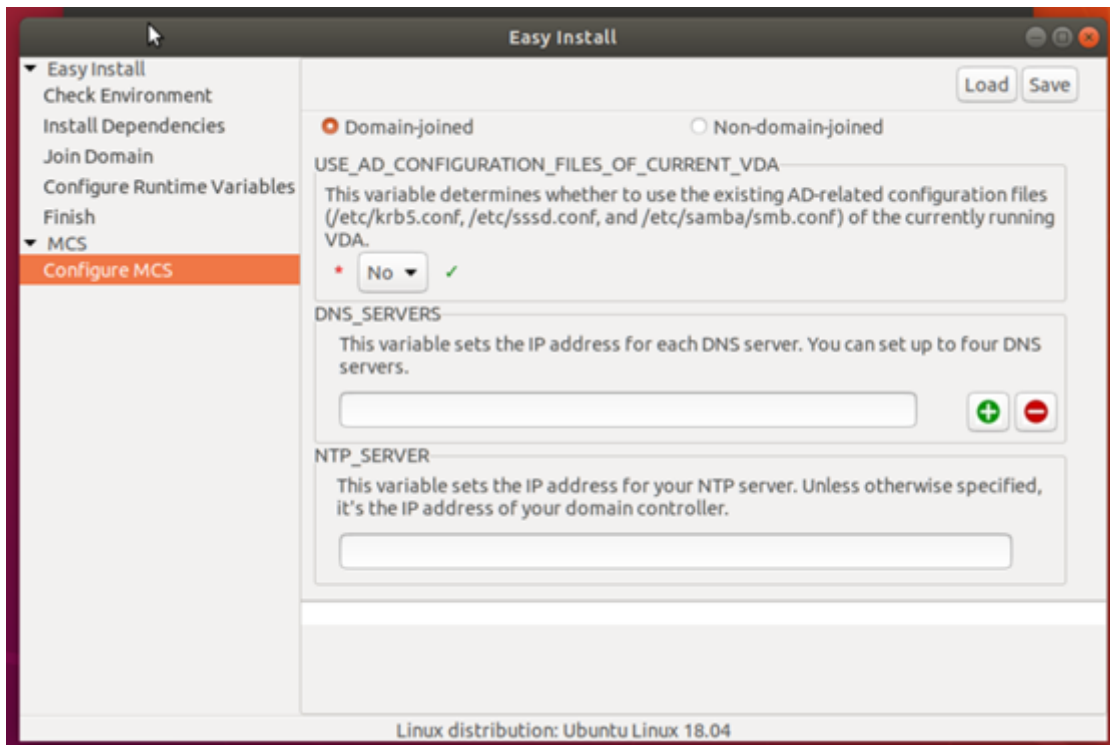 Easy Install
Easy Install
Check Environment
Install Dependencies
Join Domain
Configure Runtime Variables
Finish
MCS
Configure MCS
Load Save
Domain-joined Non-domain-joined
USE_AD_CONFIGURATION_FILES_OF_CURRENT_VDA
This variable determines whether to use the existing AD-related configuration files
(/etc/krb5.conf, /etc/sssd.conf, and /etc/samba/smb.conf) of the currently running
VDA.
* No ✓
DNS_SERVERS
This variable sets the IP address for each DNS server. You can set up to four DNS
servers.
NTP_SERVER
This variable sets the IP address for your NTP server. Unless otherwise specified,
it's the IP address of your domain controller.
Linux distribution: Ubuntu Linux 18.04